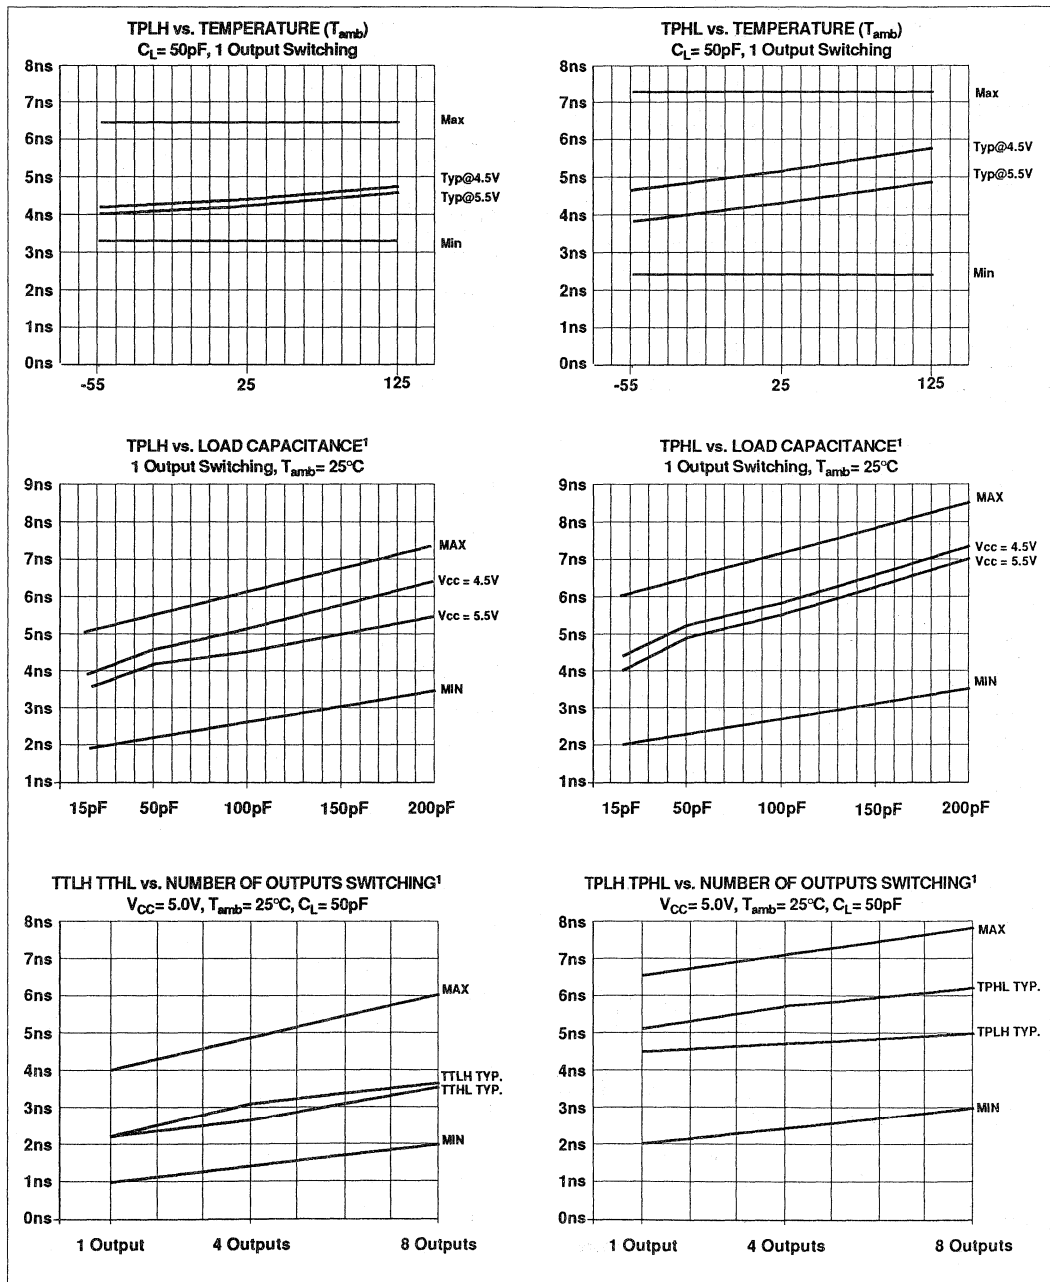 TPLH vs. TEMPERATURE (Tamb)
CL= 50pF, 1 Output Switching
8ns
7ns
6ns
5ns
4ns
3ns
2ns
1ns
0ns
-55
25
125
Max
Typ@4.5V
Typ@5.5V
Min
TPHL vs. TEMPERATURE (Tamb)
CL= 50pF, 1 Output Switching
8ns
7ns
6ns
5ns
4ns
3ns
2ns
1ns
0ns
-55
25
125
Max
Typ@4.5V
Typ@5.5V
Min
TPLH vs. LOAD CAPACITANCE¹
1 Output Switching, Tamb= 25°C
9ns
8ns
7ns
6ns
5ns
4ns
3ns
2ns
1ns
15pF
50pF
100pF
150pF
200pF
MAX
Vcc = 4.5V
Vcc = 5.5V
MIN
TPHL vs. LOAD CAPACITANCE¹
1 Output Switching, Tamb= 25°C
9ns
8ns
7ns
6ns
5ns
4ns
3ns
2ns
1ns
15pF
50pF
100pF
150pF
200pF
MAX
Vcc = 4.5V
Vcc = 5.5V
MIN
TTLH TTHL vs. NUMBER OF OUTPUTS SWITCHING¹
VCC= 5.0V, Tamb= 25°C, CL= 50pF
8ns
7ns
6ns
5ns
4ns
3ns
2ns
1ns
0ns
1 Output
4 Outputs
8 Outputs
MAX
TTLH TYP.
TTHL TYP.
MIN
TPLH TPHL vs. NUMBER OF OUTPUTS SWITCHING¹
VCC= 5.0V, Tamb= 25°C, CL= 50pF
8ns
7ns
6ns
5ns
4ns
3ns
2ns
1ns
0ns
1 Output
4 Outputs
8 Outputs
MAX
TPHL TYP.
TPLH TYP.
MIN